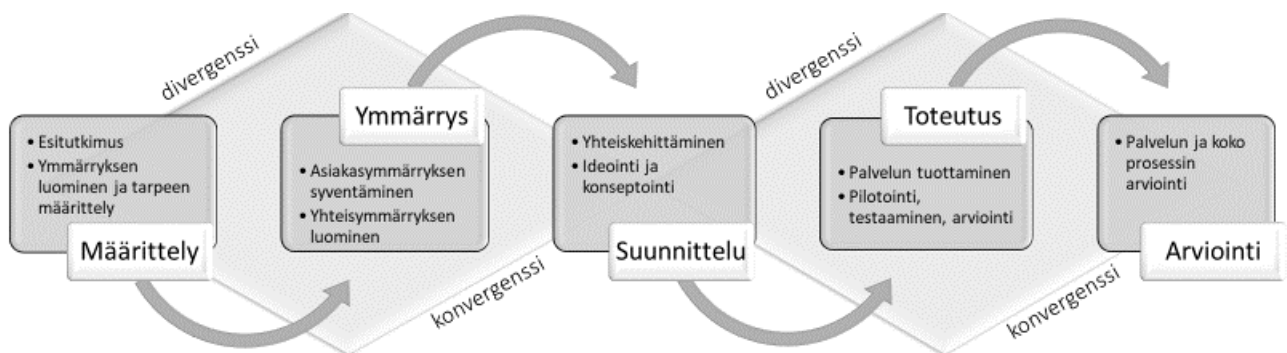 divergenssi
• Esitutkimus
• Ymmärryksen
luominen ja tarpeen
määrittely
Määrittely
Ymmärrys
• Asiakasymmärryksen
syventäminen
• Yhteisymmärryksen
luominen
konvergenssi
• Yhteiskehittäminen
• Ideointi ja
konseptointi
Suunnittelu
divergenssi
Toteutus
• Palvelun tuottaminen
• Pilotointi,
testaaminen, arviointi
konvergenssi
• Palvelun ja koko
prosessin
arviointi
Arviointi